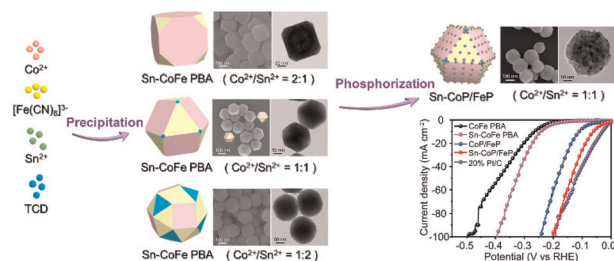 Co²⁺
[Fe(CN)₆]³⁻
Sn²⁺
TCD
Precipitation
Sn-CoFe PBA
(Co²⁺/Sn²⁺ = 2:1)
Sn-CoFe PBA
(Co²⁺/Sn²⁺ = 1:1)
Sn-CoFe PBA
(Co²⁺/Sn²⁺ = 1:2)
Phosphorization
Sn-CoP/FeP
(Co²⁺/Sn²⁺ = 1:1)
CoFe PBA
Sn-CoFe PBA
CoP/FeP
Sn-CoP/FeP
20% Pt/C
Current density (mA cm⁻²)
0
-20
-40
-60
-80
-100
-0.5 -0.4 -0.3 -0.2 -0.1 0.0
Potential (V vs RHE)